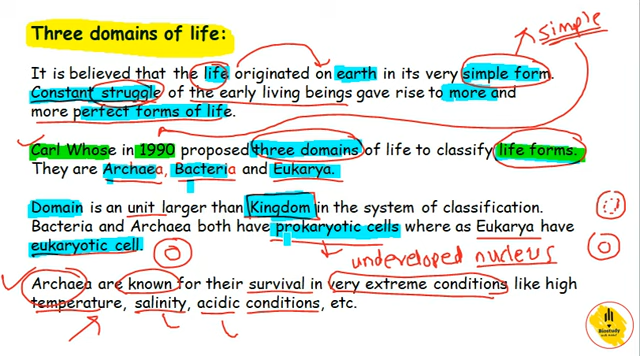 Three domains of life:
simple
It is believed that the life originated on earth in its very simple form.
Constant struggle of the early living beings gave rise to more and
more perfect forms of life.
Carl Whose in 1990 proposed three domains of life to classify life forms.
They are Archaea, Bacteria and Eukarya.
Domain is an unit larger than Kingdom in the system of classification.
Bacteria and Archaea both have prokaryotic cells where as Eukarya have
eukaryotic cell.
undeveloped nucleus
Archaea are known for their survival in very extreme conditions like high
temperature, salinity, acidic conditions, etc.
Biostudy